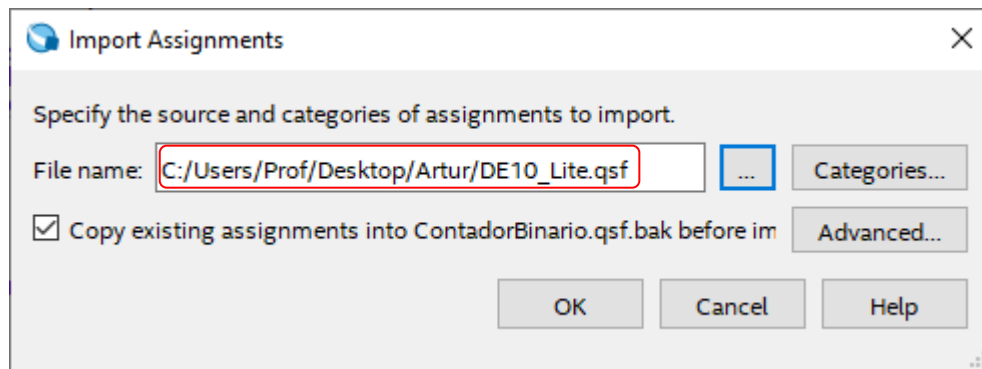 Import Assignments
Specify the source and categories of assignments to import.
File name: C:/Users/Prof/Desktop/Artur/DE10_Lite.qsf ... Categories...
Copy existing assignments into ContadorBinario.qsf.bak before im Advanced...
OK Cancel Help